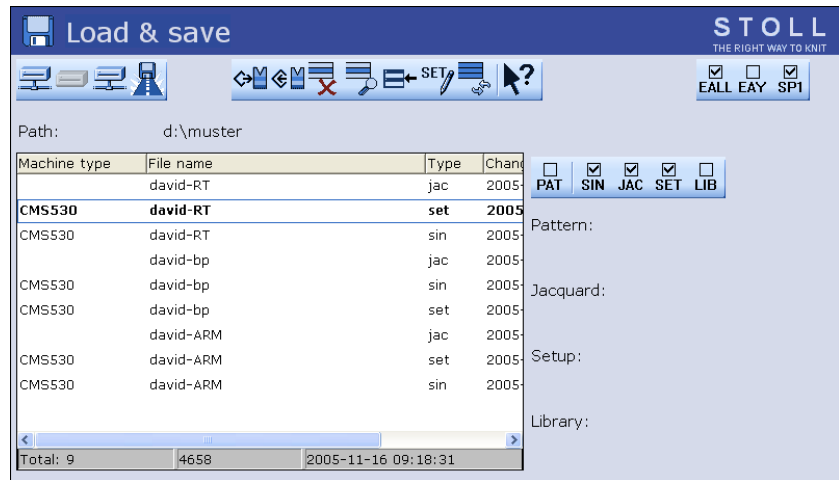 Load & save
STOLL
THE RIGHT WAY TO KNIT
SET
?
EALL EAY SP1
Path: d:\muster
Machine type File name Type Chang
david-RT jac 2005-
CMS530 david-RT set 2005
CMS530 david-RT sin 2005-
david-bp jac 2005-
CMS530 david-bp sin 2005-
CMS530 david-bp set 2005-
david-ARM jac 2005-
CMS530 david-ARM set 2005-
CMS530 david-ARM sin 2005-
Total: 9 4658 2005-11-16 09:18:31
PAT SIN JAC SET LIB
Pattern:
Jacquard:
Setup:
Library: